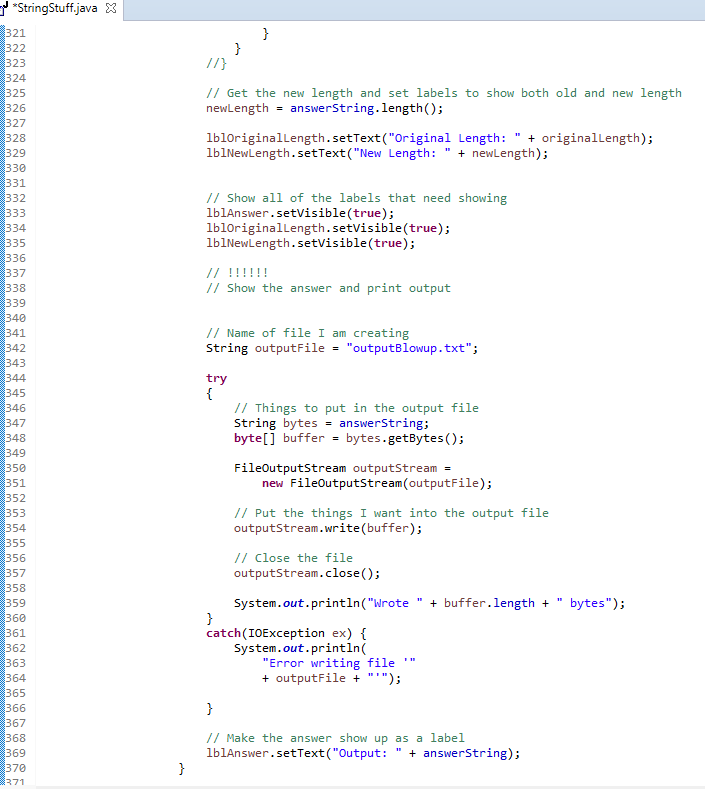 *StringStuff.java
321 }
322 }
323 //}
324
325 // Get the new length and set labels to show both old and new length
326 newLength = answerString.length();
327
328 lblOriginalLength.setText("Original Length: " + originalLength);
329 lblNewLength.setText("New Length: " + newLength);
330
331
332 // Show all of the labels that need showing
333 lblAnswer.setVisible(true);
334 lblOriginalLength.setVisible(true);
335 lblNewLength.setVisible(true);
336
337 // !!!!!!
338 // Show the answer and print output
339
340
341 // Name of file I am creating
342 String outputFile = "outputBlowup.txt";
343
344 try
345 {
346 // Things to put in the output file
347 String bytes = answerString;
348 byte[] buffer = bytes.getBytes();
349
350 FileOutputStream outputStream =
351 new FileOutputStream(outputFile);
352
353 // Put the things I want into the output file
354 outputStream.write(buffer);
355
356 // Close the file
357 outputStream.close();
358
359 System.out.println("Wrote " + buffer.length + " bytes");
360 }
361 catch(IOException ex) {
362 System.out.println(
363 "Error writing file '"
364 + outputFile + "'");
365
366 }
367
368 // Make the answer show up as a label
369 lblAnswer.setText("Output: " + answerString);
370 }
371